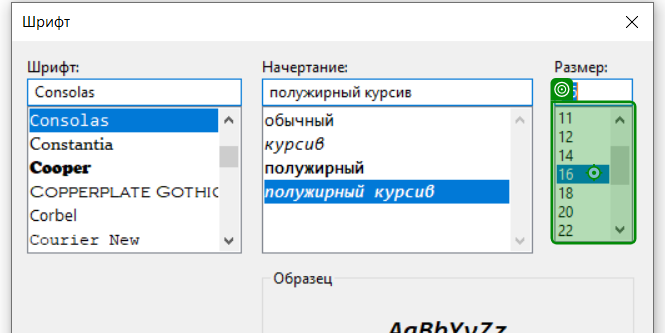 Шрифт
Шрифт: Начертание: Размер:
Consolas полужирный курсив
Consolas
Constantia
Cooper
COPPERPLATE GOTHIC
Corbel
Courier New
обычный
курсив
полужирный
полужирный курсив
11
12
14
16
18
20
22
Образец
AaBbYyZz